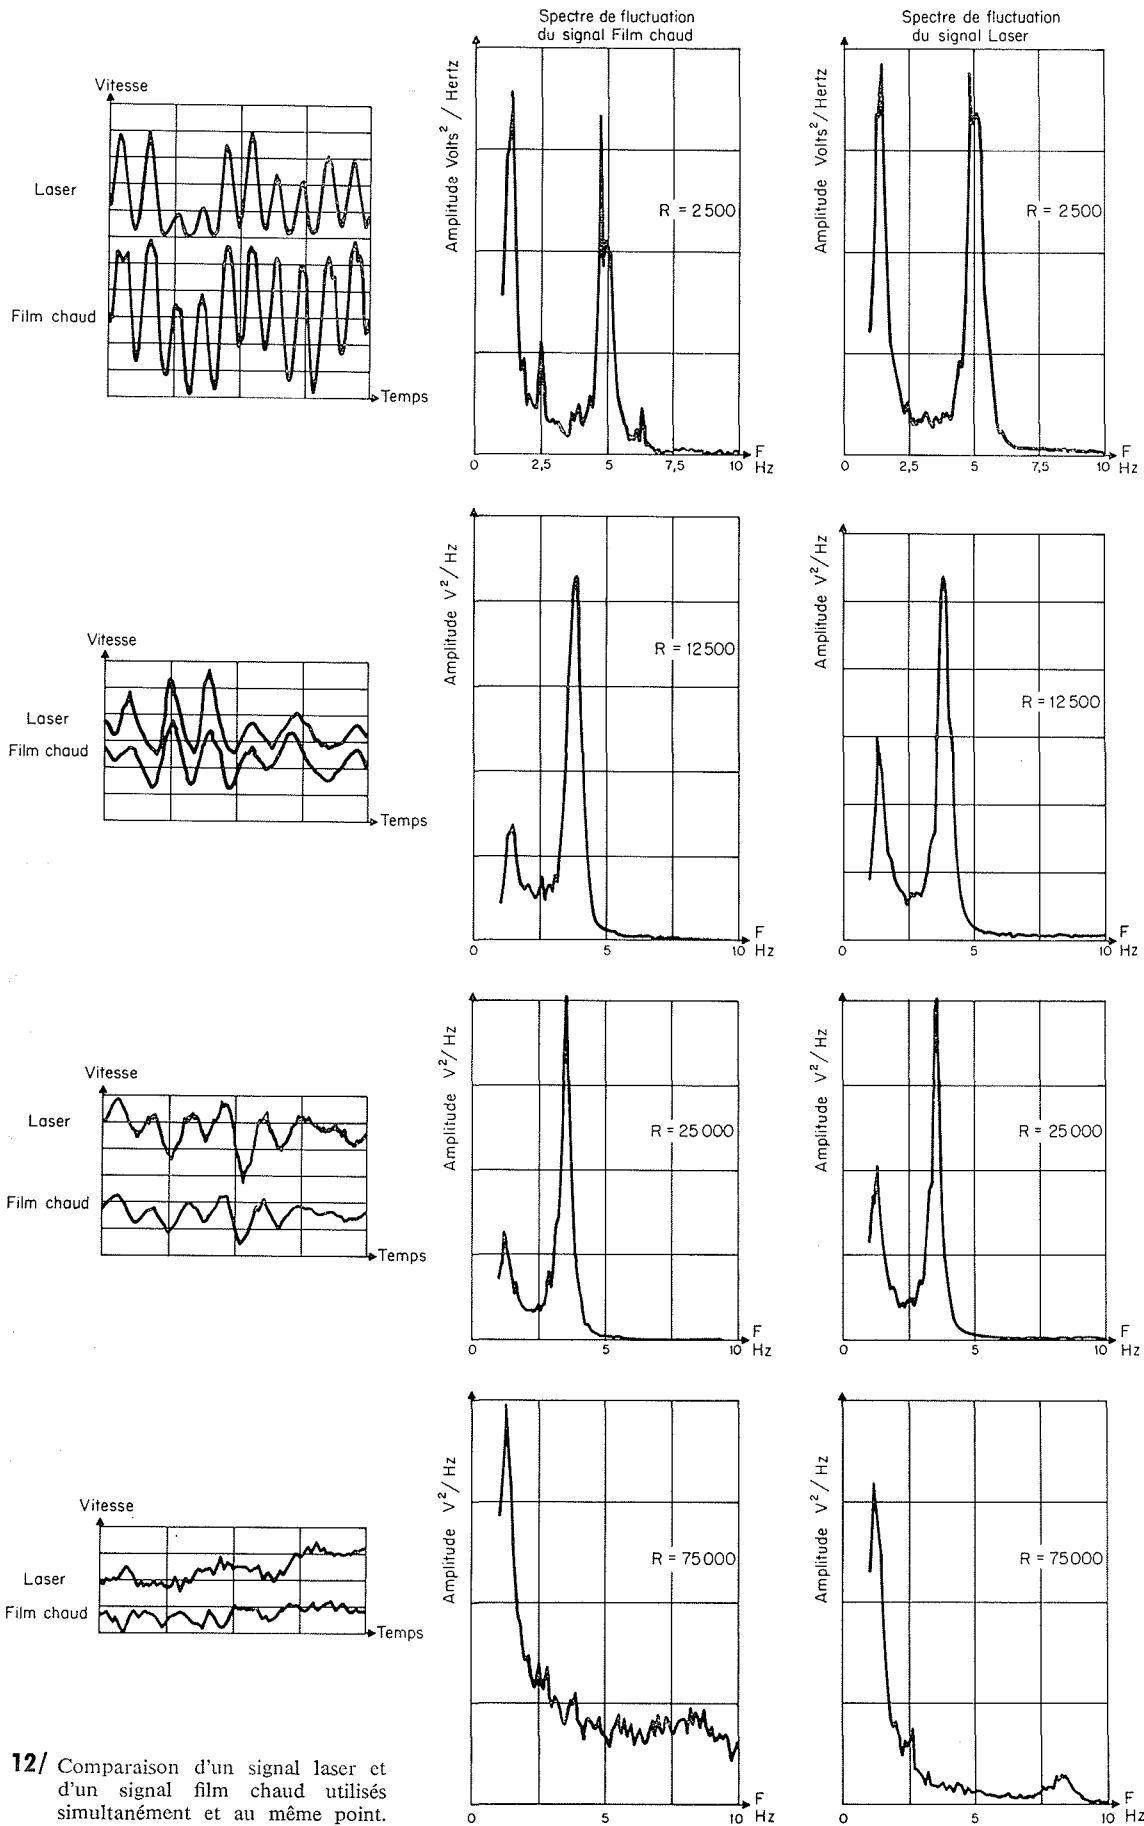 Spectre de fluctuation
du signal Film chaud
Spectre de fluctuation
du signal Laser
Vitesse
Laser
Film chaud
Temps
Amplitude Volts² / Hertz
R = 2500
0 2,5 5 7,5 10
F
Hz
Amplitude Volts² / Hertz
R = 2500
0 2,5 5 7,5 10
F
Hz
Vitesse
Laser
Film chaud
Temps
Amplitude V²/Hz
R = 12500
0 5 10
F
Hz
Amplitude V²/Hz
R = 12500
0 5 10
F
Hz
Vitesse
Laser
Film chaud
Temps
Amplitude V²/Hz
R = 25000
0 5 10
F
Hz
Amplitude V²/Hz
R = 25000
0 5 10
F
Hz
Vitesse
Laser
Film chaud
Temps
Amplitude V²/Hz
R = 75000
0 5 10
F
Hz
Amplitude V²/Hz
R = 75000
0 5 10
F
Hz
12/ Comparaison d'un signal laser et
d'un signal film chaud utilisés
simultanément et au même point.